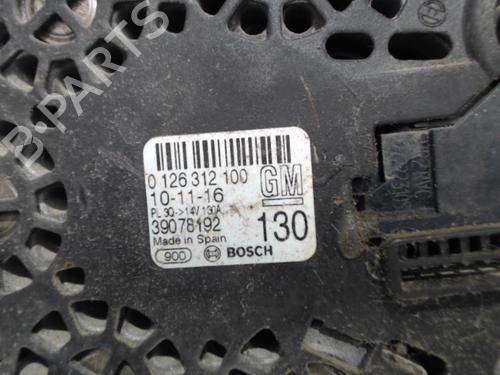 B-PARTS
0 126 312 100
10-11-16
GM
PL 3Q->14V 130A
39078192
130
Made in Spain
900
BOSCH